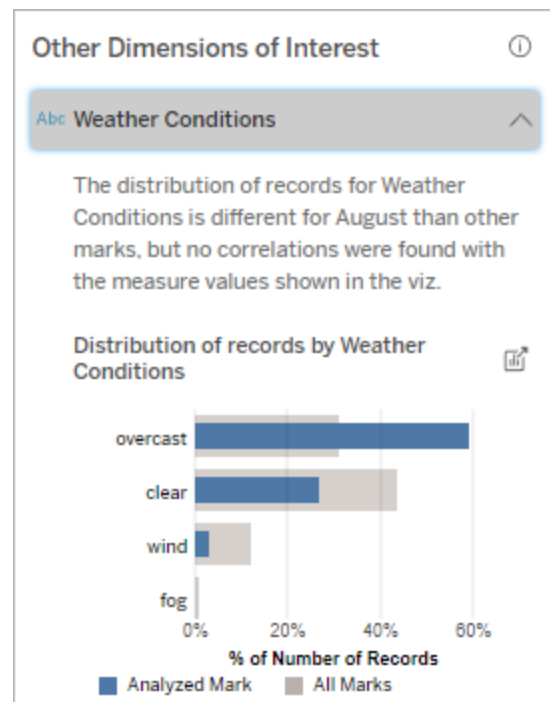 Other Dimensions of Interest
Abc Weather Conditions
The distribution of records for Weather
Conditions is different for August than other
marks, but no correlations were found with
the measure values shown in the viz.
Distribution of records by Weather
Conditions
overcast
clear
wind
fog
0% 20% 40% 60%
% of Number of Records
Analyzed Mark All Marks